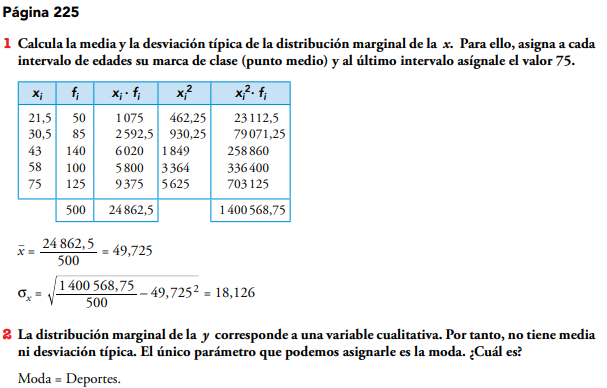 Página 225
1 Calcula la media y la desviación típica de la distribución marginal de la x. Para ello, asigna a cada
intervalo de edades su marca de clase (punto medio) y al último intervalo asígnale el valor 75.
xᵢ fᵢ xᵢ · fᵢ xᵢ² xᵢ² · fᵢ
21,5 50 1 075 462,25 23 112,5
30,5 85 2 592,5 930,25 79 071,25
43 140 6 020 1 849 258 860
58 100 5 800 3 364 336 400
75 125 9 375 5 625 703 125
500 24 862,5 1 400 568,75
x̄ = 24 862,5 / 500 = 49,725
σₓ = √(1 400 568,75 / 500 – 49,725²) = 18,126
2 La distribución marginal de la y corresponde a una variable cualitativa. Por tanto, no tiene media
ni desviación típica. El único parámetro que podemos asignarle es la moda. ¿Cuál es?
Moda = Deportes.